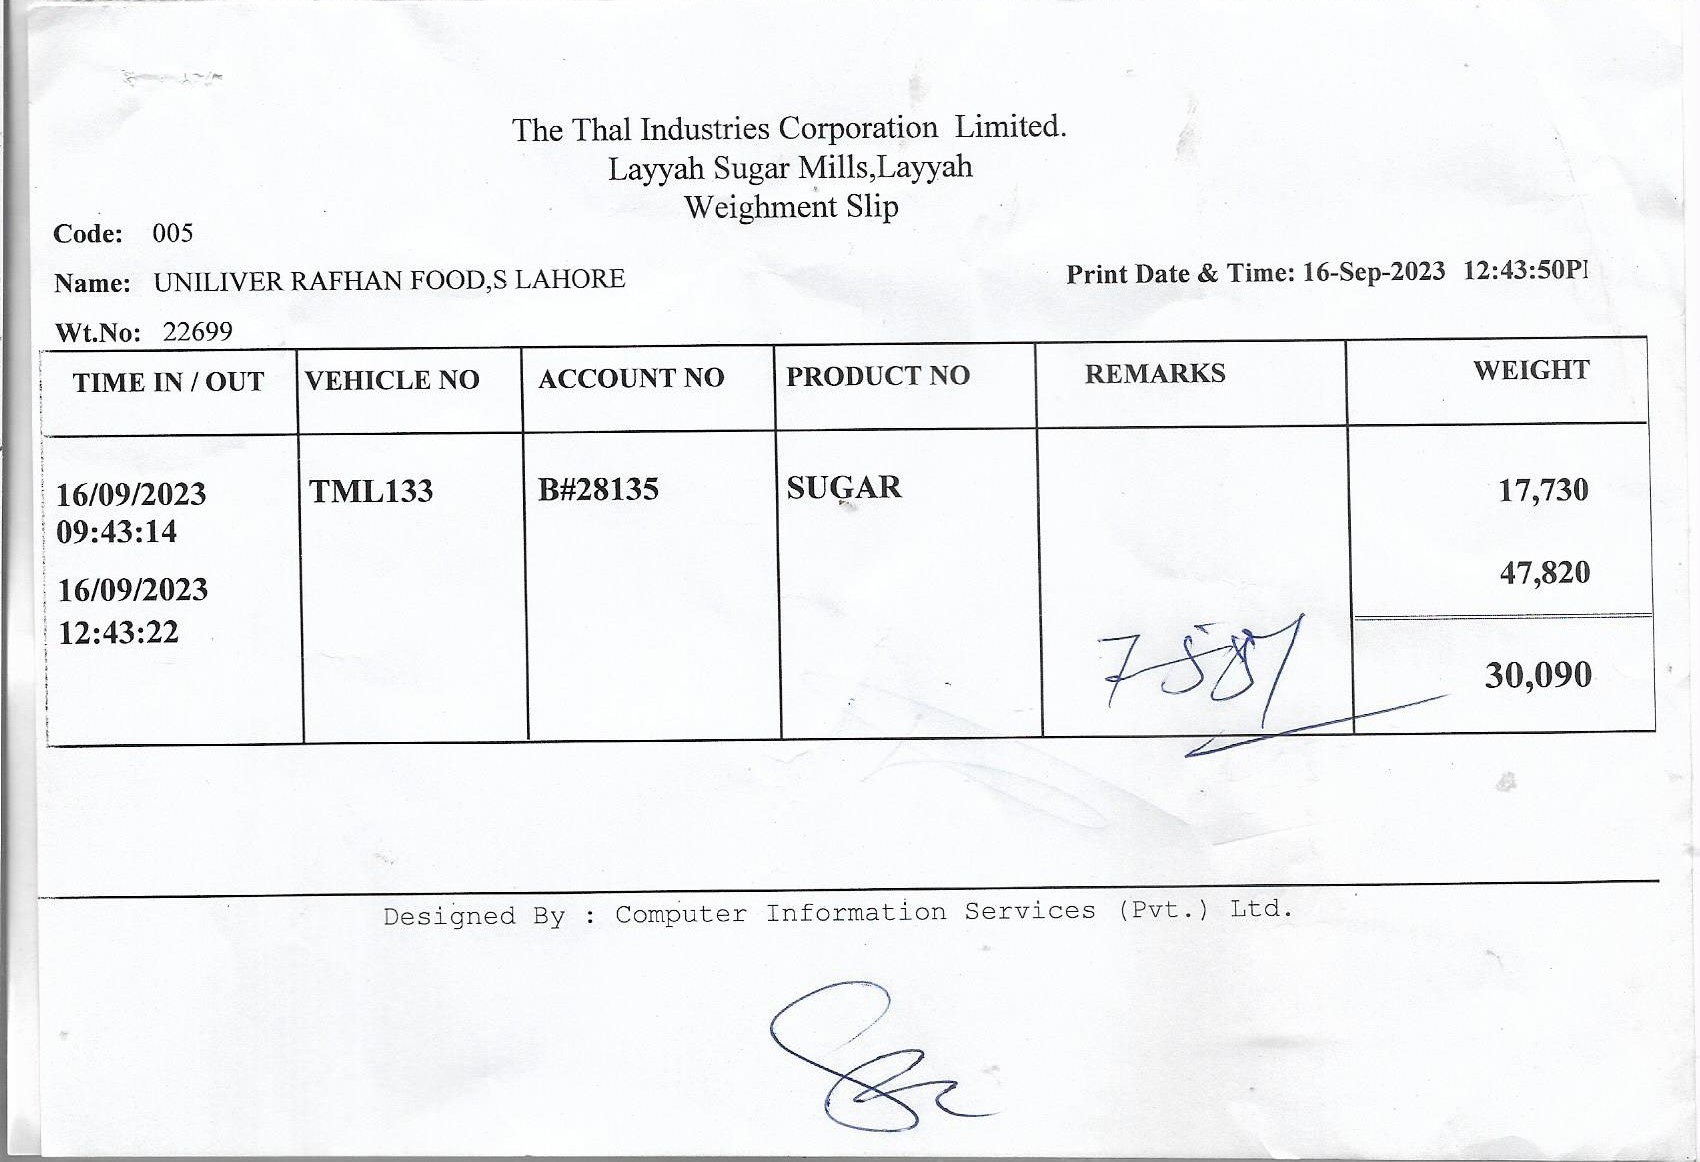 The Thal Industries Corporation Limited.
Layyah Sugar Mills,Layyah
Weighment Slip
Code: 005
Name: UNILIVER RAFHAN FOOD,S LAHORE
Print Date & Time: 16-Sep-2023 12:43:50PI
Wt.No: 22699
TIME IN / OUT VEHICLE NO ACCOUNT NO PRODUCT NO REMARKS WEIGHT
16/09/2023 TML133 B#28135 SUGAR 17,730
09:43:14
16/09/2023 47,820
12:43:22
30,090
Designed By : Computer Information Services (Pvt.) Ltd.